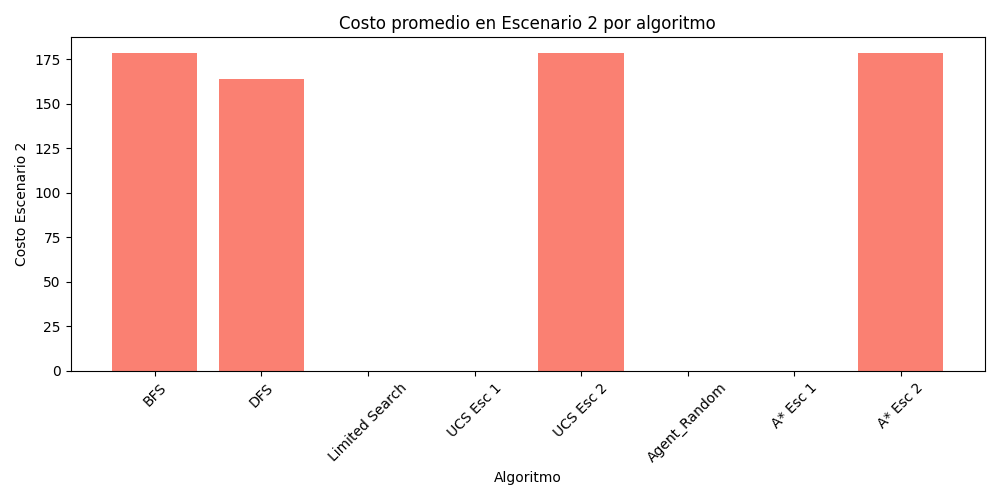 Costo promedio en Escenario 2 por algoritmo
Costo Escenario 2
175
150
125
100
75
50
25
0
BFS
DFS
Limited Search
UCS Esc 1
UCS Esc 2
Agent_Random
A* Esc 1
A* Esc 2
Algoritmo